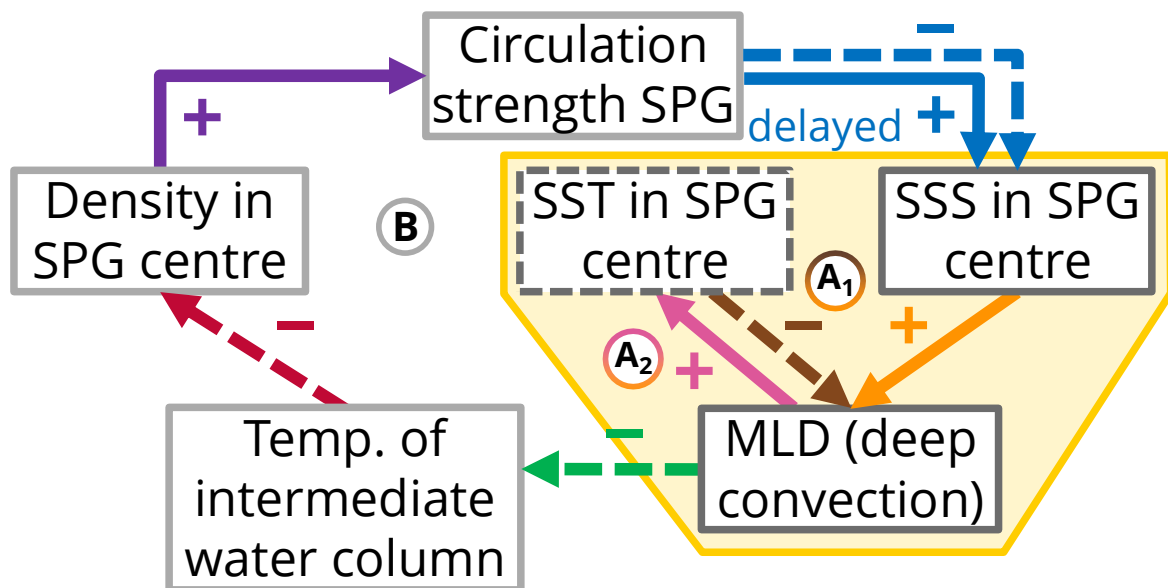 Circulation
strength SPG
−
+
delayed
+
Density in
SPG centre
B
SST in SPG
centre
SSS in SPG
centre
A₁
−
−
+
A₂
+
−
Temp. of
intermediate
water column
MLD (deep
convection)